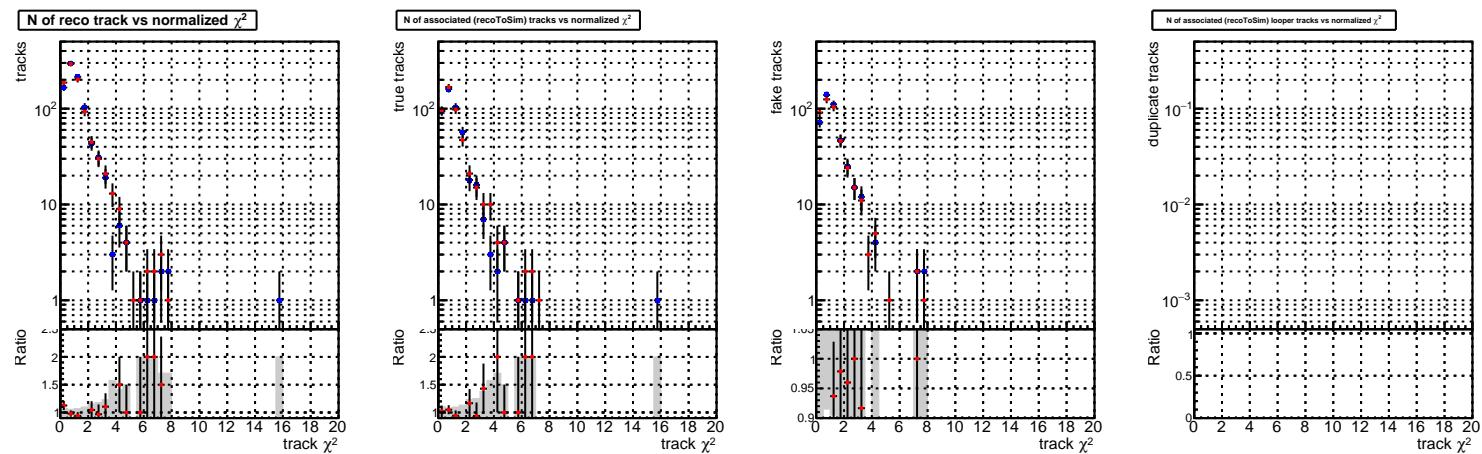 N of reco track vs normalized χ²
tracks
10²
10
1
Ratio
2.5
2
1.5
1
0 2 4 6 8 10 12 14 16 18 20
track χ²
N of associated (recoToSim) tracks vs normalized χ²
true tracks
10²
10
1
Ratio
2.5
2
1.5
1
0 2 4 6 8 10 12 14 16 18 20
track χ²
fake tracks
10²
10
1
Ratio
1.05
1
0.95
0.9
0 2 4 6 8 10 12 14 16 18 20
track χ²
N of associated (recoToSim) looper tracks vs normalized χ²
duplicate tracks
10⁻¹
10⁻²
10⁻³
Ratio
1
0.5
0
0 2 4 6 8 10 12 14 16 18 20
track χ²